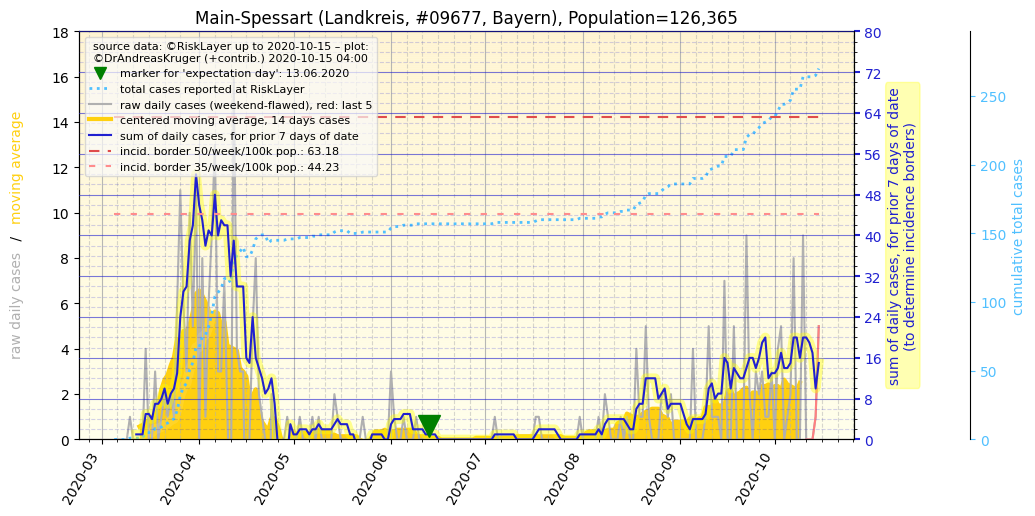 Main-Spessart (Landkreis, #09677, Bayern), Population=126,365
source data: ©RiskLayer up to 2020-10-15 – plot:
©DrAndreasKruger (+contrib.) 2020-10-15 04:00
marker for 'expectation day': 13.06.2020
total cases reported at RiskLayer
raw daily cases (weekend-flawed), red: last 5
centered moving average, 14 days cases
sum of daily cases, for prior 7 days of date
incid. border 50/week/100k pop.: 63.18
incid. border 35/week/100k pop.: 44.23
raw daily cases / moving average
18
16
14
12
10
8
6
4
2
0
2020-03
2020-04
2020-05
2020-06
2020-07
2020-08
2020-09
2020-10
80
72
64
56
48
40
32
24
16
8
0
sum of daily cases, for prior 7 days of date
(to determine incidence borders)
250
200
150
100
50
0
cumulative total cases